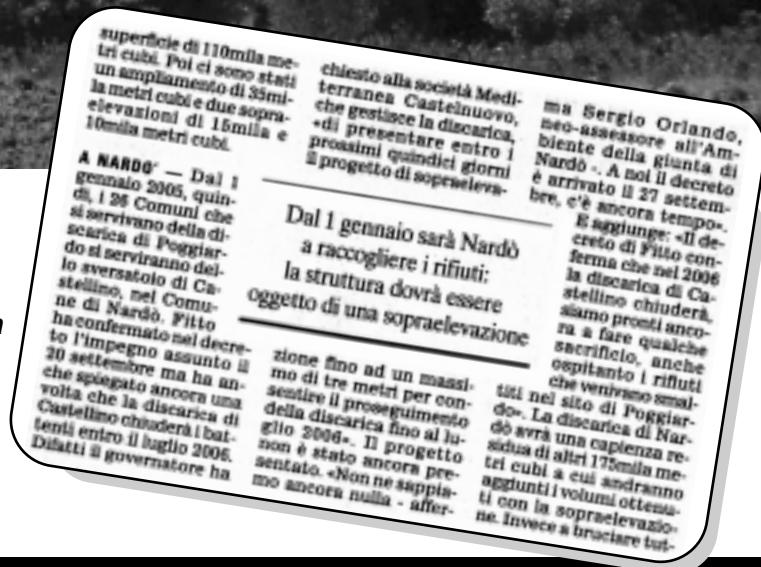 superficie di 110mila me-
tri cubi. Poi ci sono stati
un ampliamento di 35mi-
la metri cubi e due sopra-
elevazioni di 15mila e
10mila metri cubi.
A NARDO' — Dal 1
gennaio 2005, quin-
di, i 26 Comuni che
si servivano della di-
scarica di Poggiar-
do si serviranno del-
lo sversatoio di Ca-
stellino, nel Comu-
ne di Nardò. Fitto
ha confermato nel decre-
to l'impegno assunto il
20 settembre ma ha an-
che spiegato ancora una
volta che la discarica di
Castellino chiuderà i bat-
tenti entro il luglio 2006.
Difatti il governatore ha
chiesto alla società Medi-
terranea Castelnuovo,
che gestisce la discarica,
«di presentare entro i
prossimi quindici giorni
il progetto di sopraeleva-
Dal 1 gennaio sarà Nardò
a raccogliere i rifiuti:
la struttura dovrà essere
oggetto di una sopraelevazione
zione fino ad un massi-
mo di tre metri per con-
sentire il proseguimento
della discarica fino al lu-
glio 2006». Il progetto
non è stato ancora pre-
sentato. «Non ne sappia-
mo ancora nulla - affer-
ma Sergio Orlando,
neo-assessore all'Am-
biente della giunta di
Nardò -. A noi il decreto
è arrivato il 27 settem-
bre, c'è ancora tempo».
E aggiunge: «Il de-
creto di Fitto con-
ferma che nel 2006
la discarica di Ca-
stellino chiuderà,
siamo pronti anco-
ra a fare qualche
sacrificio, anche
ospitando i rifiuti
che venivano smal-
titi nel sito di Poggiar-
do». La discarica di Nar-
dò avrà una capienza re-
sidua di altri 175mila me-
tri cubi a cui andranno
aggiunti i volumi ottenu-
ti con la sopraelevazio-
ne. Invece a bruciare tut-